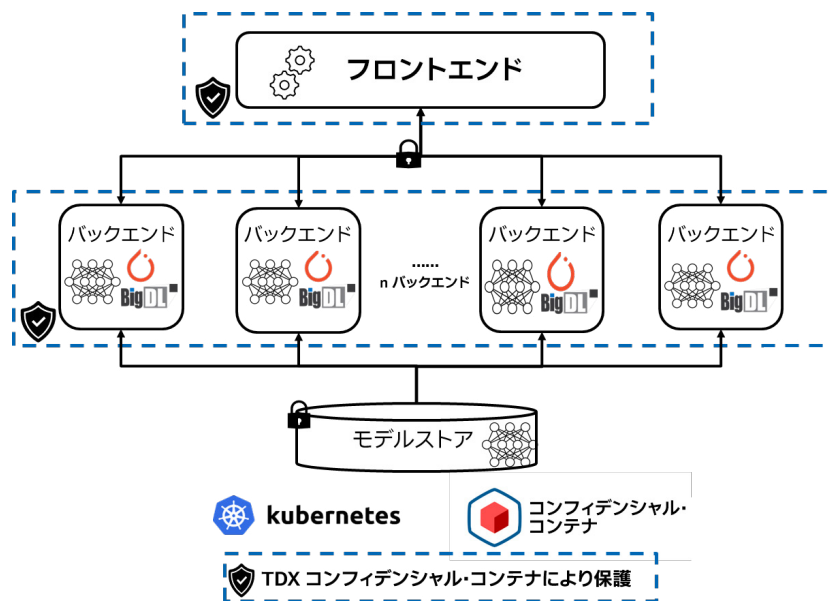 フロントエンド
バックエンド
BigDL
バックエンド
BigDL
......
n バックエンド
バックエンド
BigDL
バックエンド
BigDL
モデルストア
kubernetes
コンフィデンシャル・
コンテナ
TDX コンフィデンシャル・コンテナにより保護